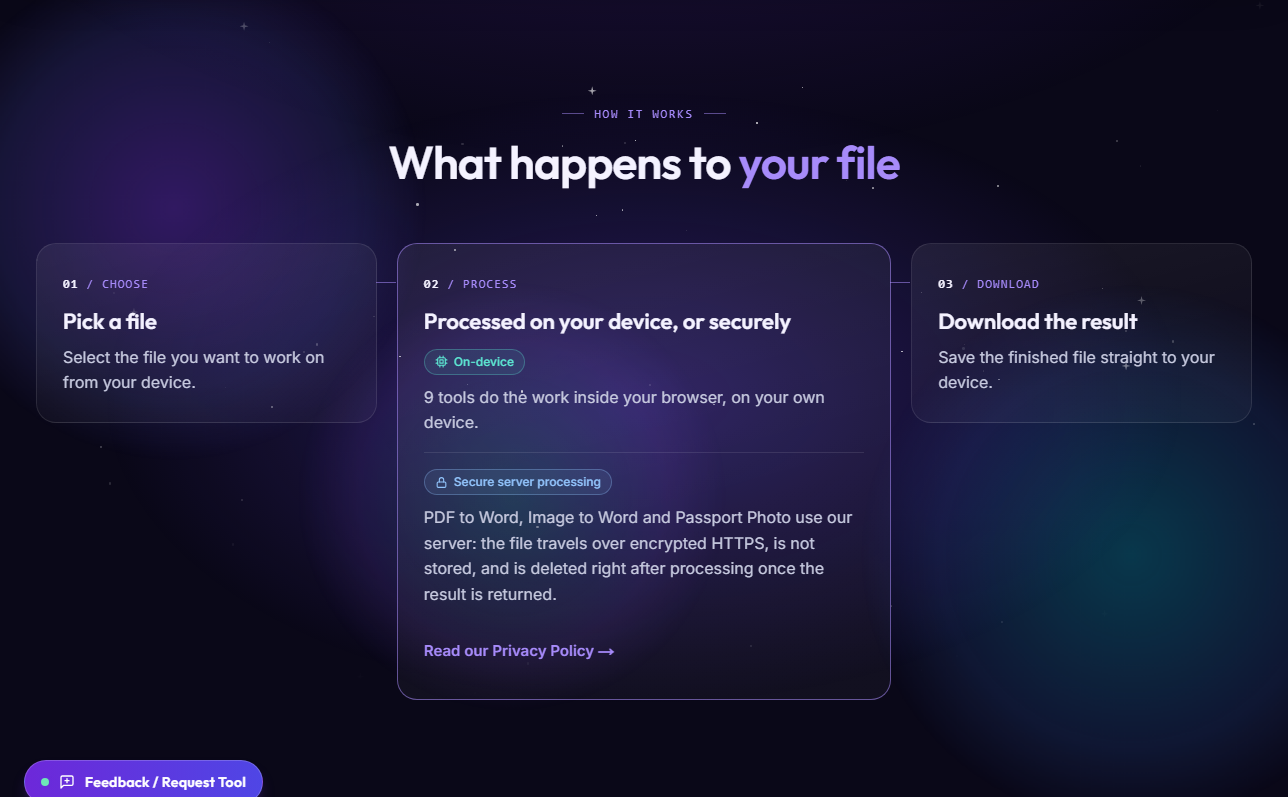 HOW IT WORKS
What happens to your file
01 / CHOOSE
Pick a file
Select the file you want to work on
from your device.
02 / PROCESS
Processed on your device, or securely
On-device
9 tools do the work inside your browser, on your own
device.
Secure server processing
PDF to Word, Image to Word and Passport Photo use our
server: the file travels over encrypted HTTPS, is not
stored, and is deleted right after processing once the
result is returned.
Read our Privacy Policy →
03 / DOWNLOAD
Download the result
Save the finished file straight to your
device.
Feedback / Request Tool